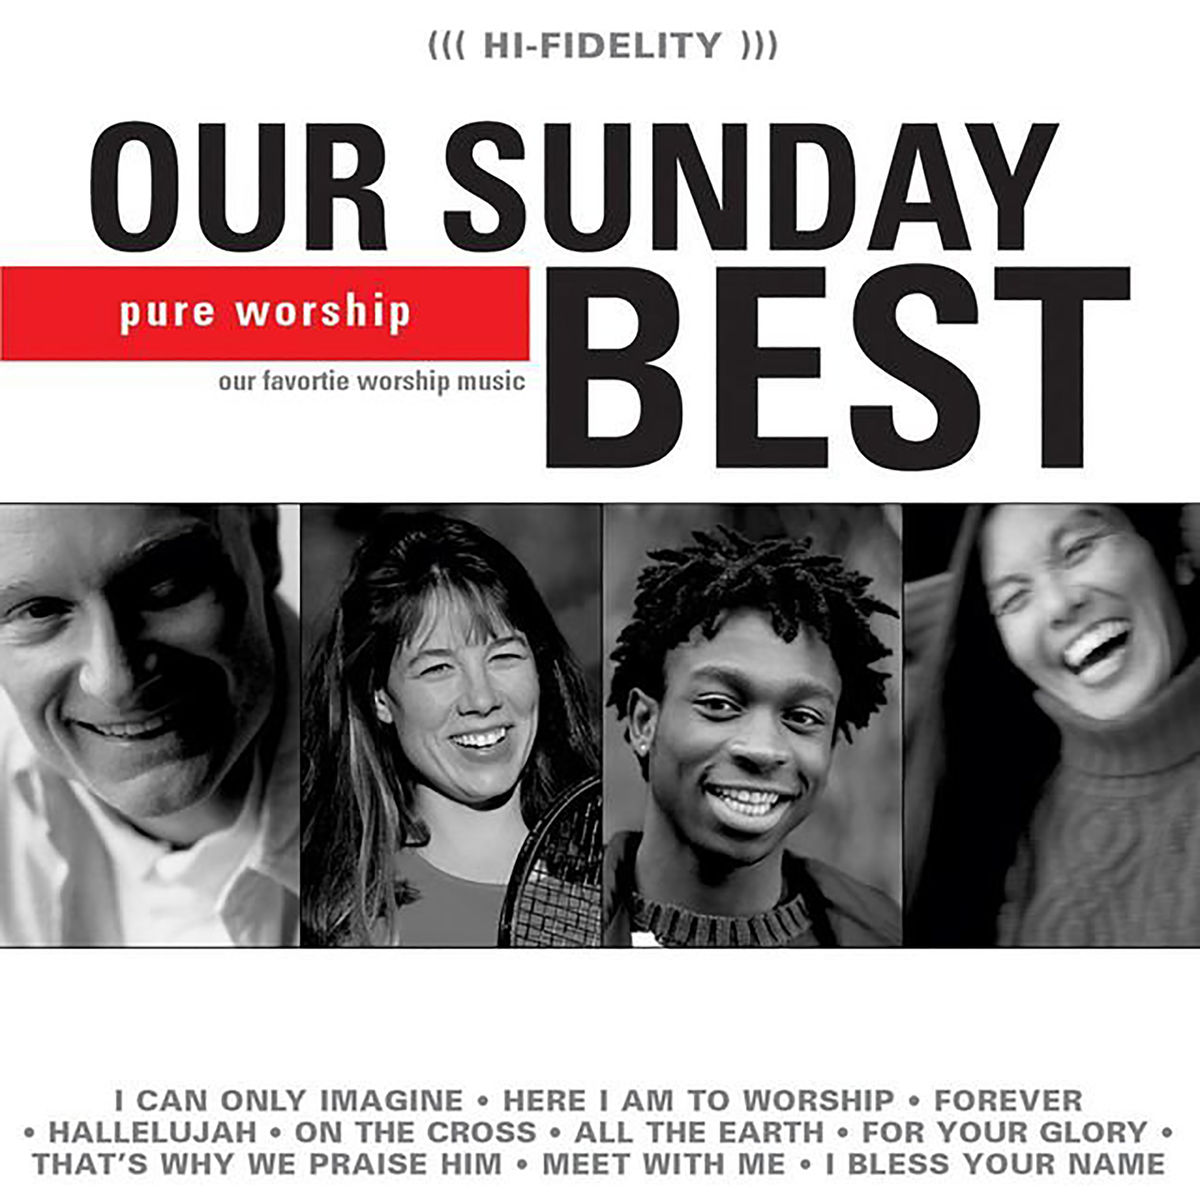 ((( HI-FIDELITY )))
OUR SUNDAY
pure worship
BEST
our favortie worship music
I CAN ONLY IMAGINE • HERE I AM TO WORSHIP • FOREVER
• HALLELUJAH • ON THE CROSS • ALL THE EARTH • FOR YOUR GLORY •
THAT'S WHY WE PRAISE HIM • MEET WITH ME • I BLESS YOUR NAME